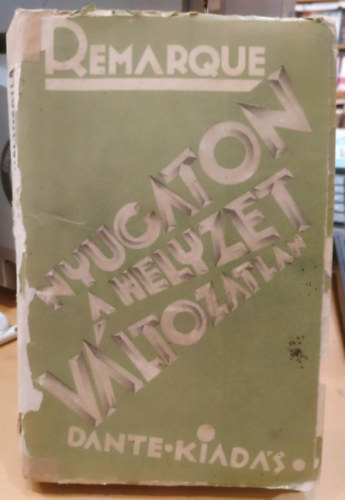 REMARQUE
NYUGATON
A HELYZET
VÁLTOZATLAN
DANTE·KIADÁS·